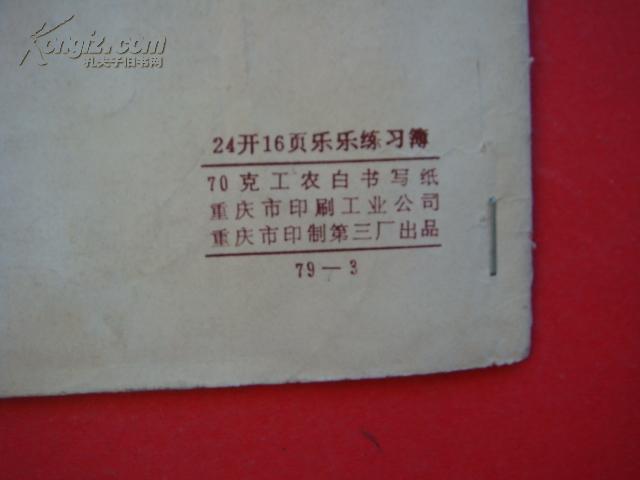 Kongfz.com
孔夫子旧书网
24开16页乐乐练习簿
70克工农白书写纸
重庆市印刷工业公司
重庆市印制第三厂出品
79—3